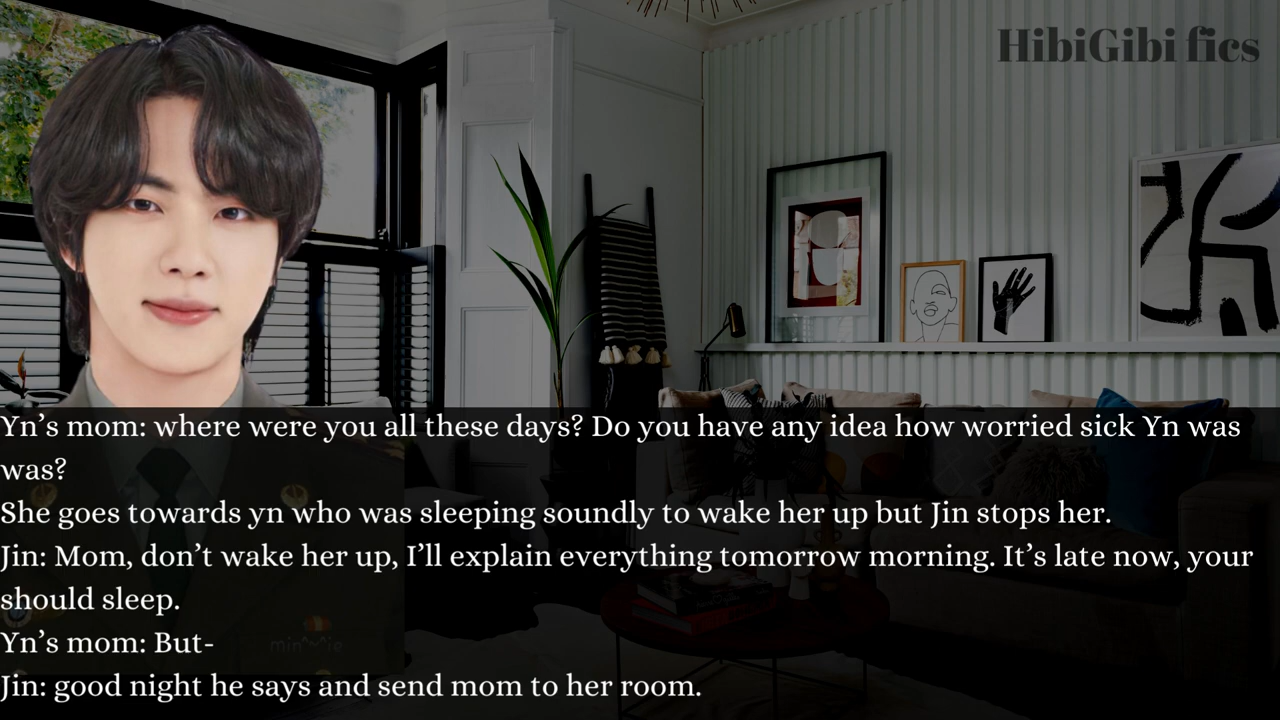 HibiGibi fics
Yn's mom: where were you all these days? Do you have any idea how worried sick Yn was
was?
She goes towards yn who was sleeping soundly to wake her up but Jin stops her.
Jin: Mom, don't wake her up, I'll explain everything tomorrow morning. It's late now, your
should sleep.
Yn's mom: But-
Jin: good night he says and send mom to her room.